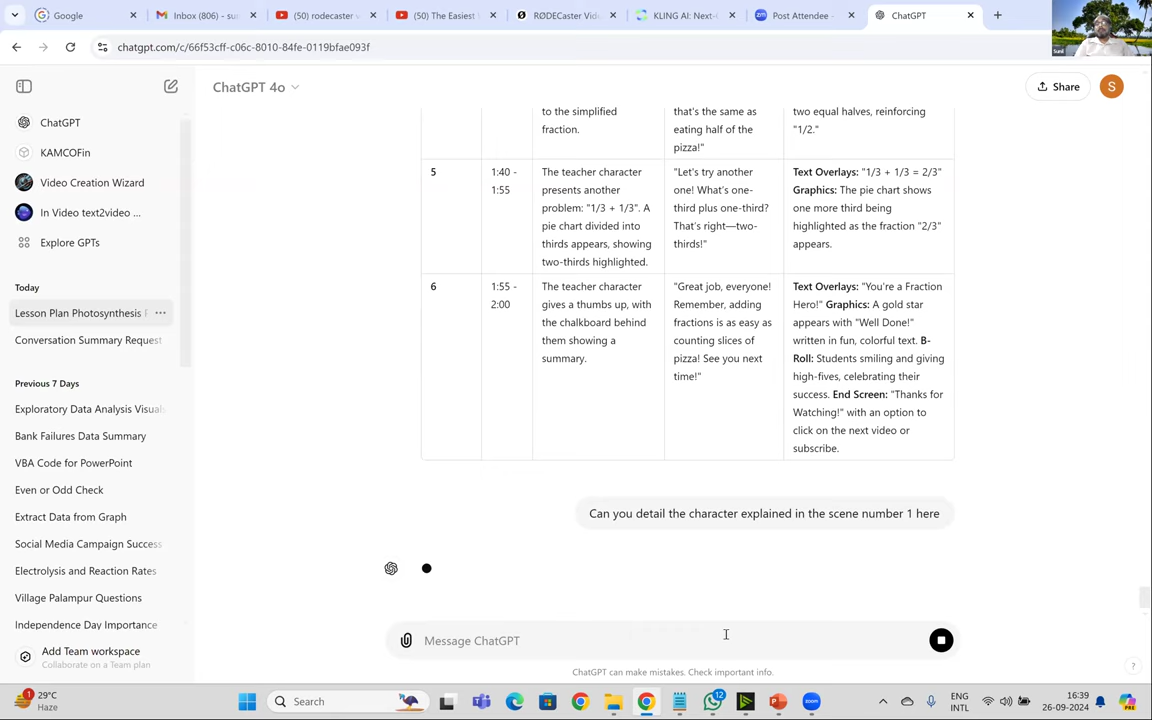 Google
Inbox (806) - su
(50) rodecaster v
(50) The Easiest
RØDECaster Vide
KLING AI: Next-
Post Attendee -
ChatGPT
chatgpt.com/c/66f53cff-c06c-8010-84fe-0119bfae093f
Sunil
ChatGPT 4o
Share
S
ChatGPT
KAMCOFin
Video Creation Wizard
In Video text2video ...
Explore GPTs
Today
Lesson Plan Photosynthesis
Conversation Summary Request
Previous 7 Days
Exploratory Data Analysis Visuals
Bank Failures Data Summary
VBA Code for PowerPoint
Even or Odd Check
Extract Data from Graph
Social Media Campaign Success
Electrolysis and Reaction Rates
Village Palampur Questions
Independence Day Importance
Add Team workspace
Collaborate on a Team plan
to the simplified
fraction.
that's the same as
eating half of the
pizza!"
two equal halves, reinforcing
"1/2."
5
1:40 -
1:55
The teacher character
presents another
problem: "1/3 + 1/3". A
pie chart divided into
thirds appears, showing
two-thirds highlighted.
"Let's try another
one! What's one-
third plus one-third?
That's right—two-
thirds!"
Text Overlays: "1/3 + 1/3 = 2/3"
Graphics: The pie chart shows
one more third being
highlighted as the fraction "2/3"
appears.
6
1:55 -
2:00
The teacher character
gives a thumbs up, with
the chalkboard behind
them showing a
summary.
"Great job, everyone!
Remember, adding
fractions is as easy as
counting slices of
pizza! See you next
time!"
Text Overlays: "You're a Fraction
Hero!" Graphics: A gold star
appears with "Well Done!"
written in fun, colorful text. B-
Roll: Students smiling and giving
high-fives, celebrating their
success. End Screen: "Thanks for
Watching!" with an option to
click on the next video or
subscribe.
Can you detail the character explained in the scene number 1 here
Message ChatGPT
ChatGPT can make mistakes. Check important info.
?
1
29°C
Haze
Search
12
ENG
INTL
16:39
26-09-2024